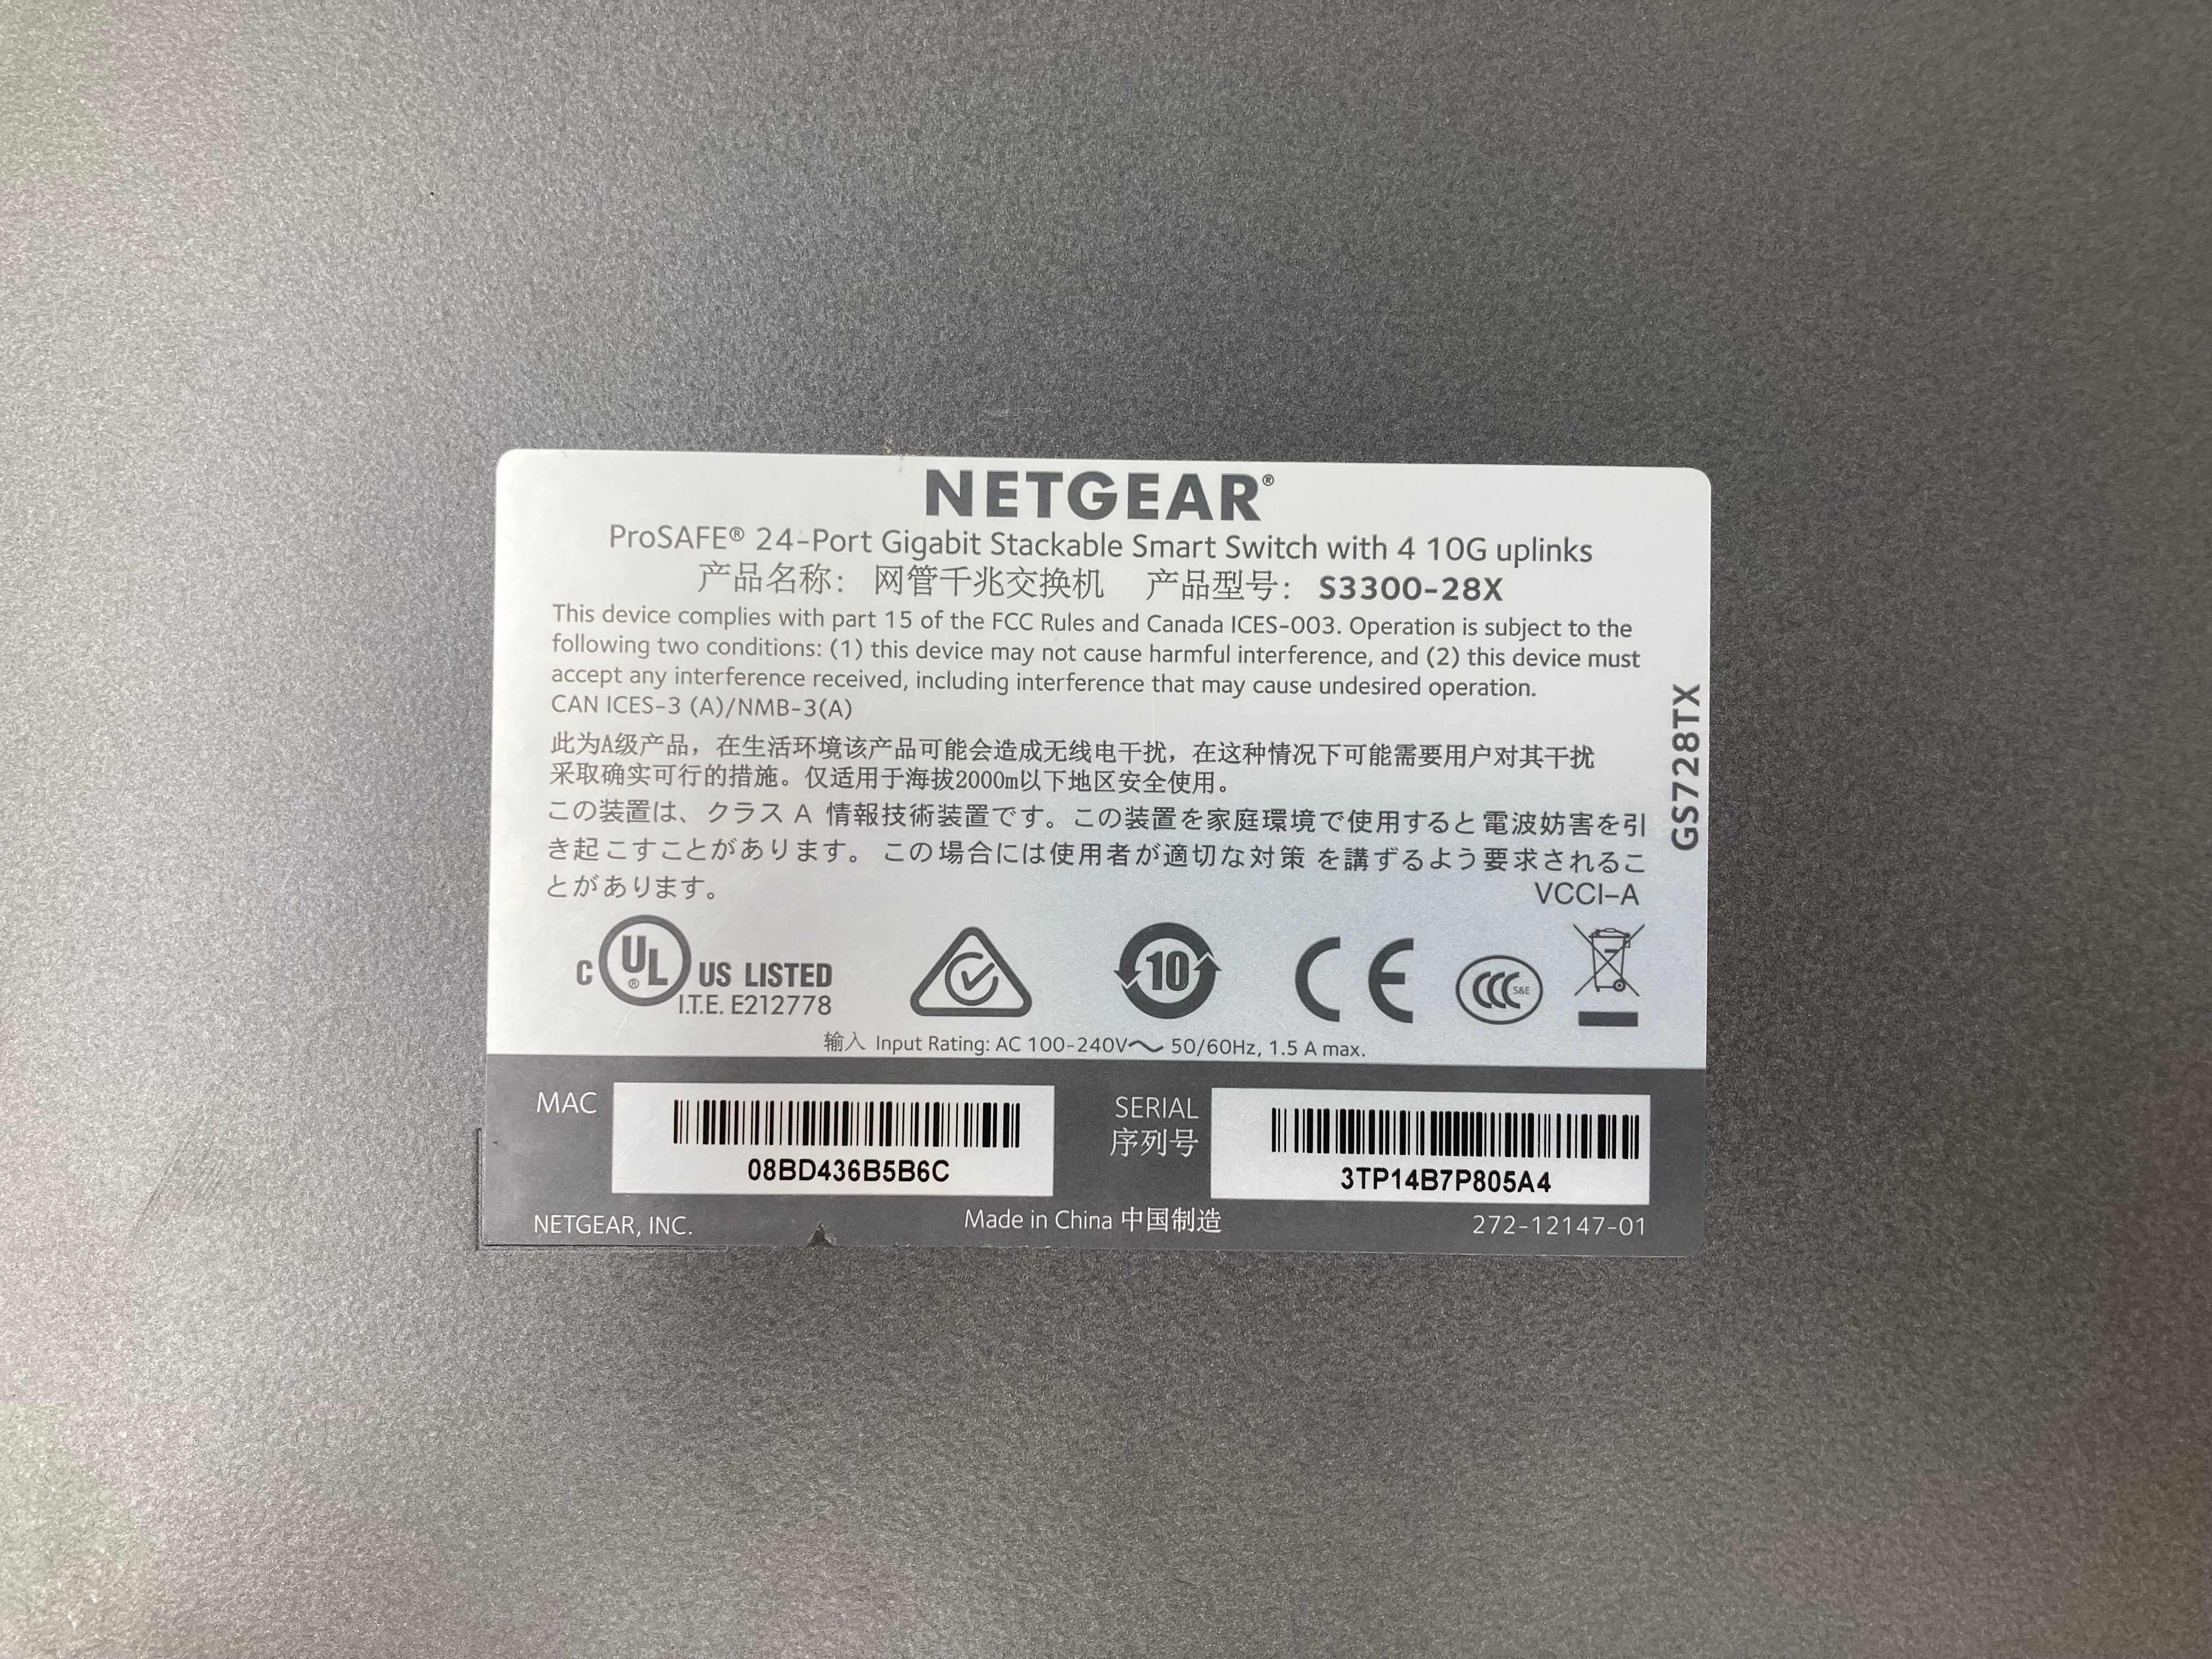 NETGEAR®
ProSAFE® 24-Port Gigabit Stackable Smart Switch with 4 10G uplinks
产品名称： 网管千兆交换机 产品型号： S3300-28X
This device complies with part 15 of the FCC Rules and Canada ICES-003. Operation is subject to the
following two conditions: (1) this device may not cause harmful interference, and (2) this device must
accept any interference received, including interference that may cause undesired operation.
CAN ICES-3 (A)/NMB-3(A)
此为A级产品，在生活环境该产品可能会造成无线电干扰，在这种情况下可能需要用户对其干扰
采取确实可行的措施。仅适用于海拔2000m以下地区安全使用。
この装置は、クラス A 情報技術装置です。この装置を家庭環境で使用すると電波妨害を引
き起こすことがあります。 この場合には使用者が適切な対策 を講ずるよう要求されるこ
とがあります。
VCCI-A
GS728TX
C UL® US LISTED
I.T.E. E212778
10
CE
CCC S&E
输入 Input Rating: AC 100-240V～ 50/60Hz, 1.5 A max.
MAC
08BD436B5B6C
SERIAL
序列号
3TP14B7P805A4
NETGEAR, INC.
Made in China 中国制造
272-12147-01